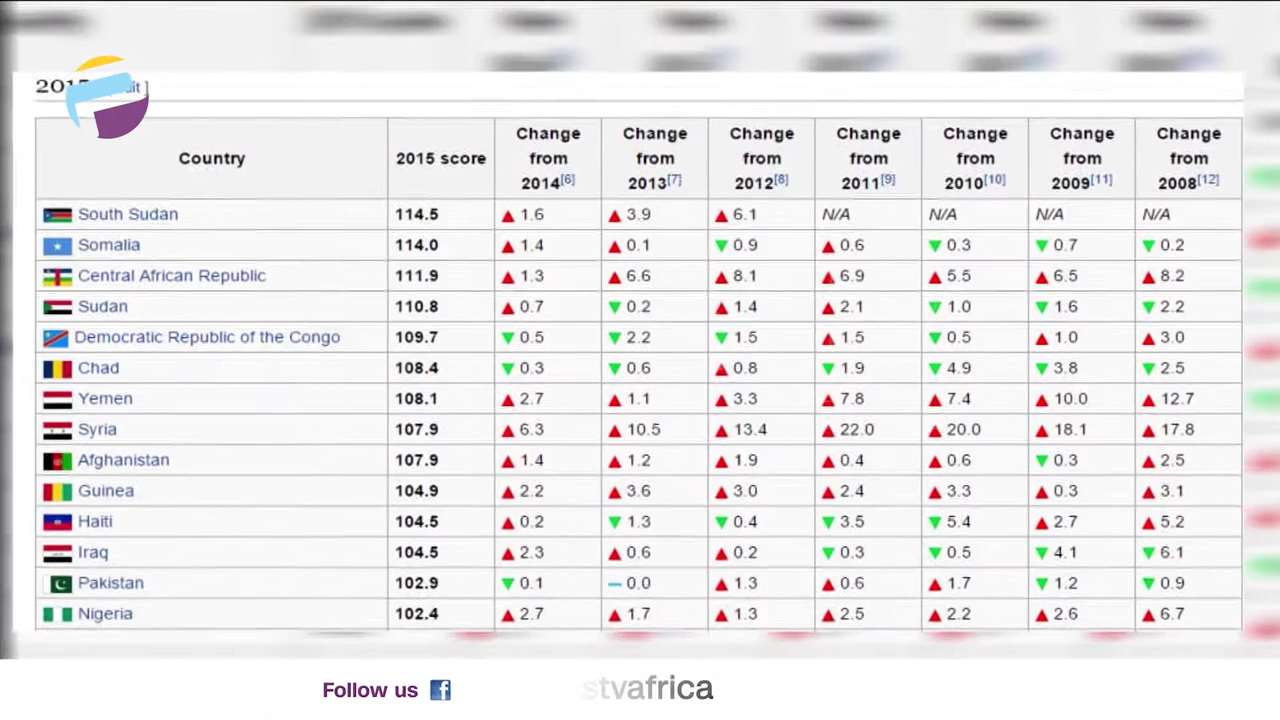 Country 2015 score Change from 2014[6] Change from 2013[7] Change from 2012[8] Change from 2011[9] Change from 2010[10] Change from 2009[11] Change from 2008[12]
South Sudan 114.5 ▲ 1.6 ▲ 3.9 ▲ 6.1 N/A N/A N/A N/A
Somalia 114.0 ▲ 1.4 ▲ 0.1 ▼ 0.9 ▲ 0.6 ▼ 0.3 ▼ 0.7 ▼ 0.2
Central African Republic 111.9 ▲ 1.3 ▲ 6.6 ▲ 8.1 ▲ 6.9 ▲ 5.5 ▲ 6.5 ▲ 8.2
Sudan 110.8 ▲ 0.7 ▼ 0.2 ▲ 1.4 ▲ 2.1 ▼ 1.0 ▼ 1.6 ▼ 2.2
Democratic Republic of the Congo 109.7 ▼ 0.5 ▼ 2.2 ▼ 1.5 ▲ 1.5 ▼ 0.5 ▲ 1.0 ▲ 3.0
Chad 108.4 ▼ 0.3 ▼ 0.6 ▲ 0.8 ▼ 1.9 ▼ 4.9 ▼ 3.8 ▼ 2.5
Yemen 108.1 ▲ 2.7 ▲ 1.1 ▲ 3.3 ▲ 7.8 ▲ 7.4 ▲ 10.0 ▲ 12.7
Syria 107.9 ▲ 6.3 ▲ 10.5 ▲ 13.4 ▲ 22.0 ▲ 20.0 ▲ 18.1 ▲ 17.8
Afghanistan 107.9 ▲ 1.4 ▲ 1.2 ▲ 1.9 ▲ 0.4 ▲ 0.6 ▼ 0.3 ▲ 2.5
Guinea 104.9 ▲ 2.2 ▲ 3.6 ▲ 3.0 ▲ 2.4 ▲ 3.3 ▲ 0.3 ▲ 3.1
Haiti 104.5 ▲ 0.2 ▼ 1.3 ▼ 0.4 ▼ 3.5 ▼ 5.4 ▲ 2.7 ▲ 5.2
Iraq 104.5 ▲ 2.3 ▲ 0.6 ▲ 0.2 ▼ 0.3 ▼ 0.5 ▼ 4.1 ▼ 6.1
Pakistan 102.9 ▼ 0.1 – 0.0 ▲ 1.3 ▲ 0.6 ▲ 1.7 ▼ 1.2 ▼ 0.9
Nigeria 102.4 ▲ 2.7 ▲ 1.7 ▲ 1.3 ▲ 2.5 ▲ 2.2 ▲ 2.6 ▲ 6.7
Follow us f stvafrica